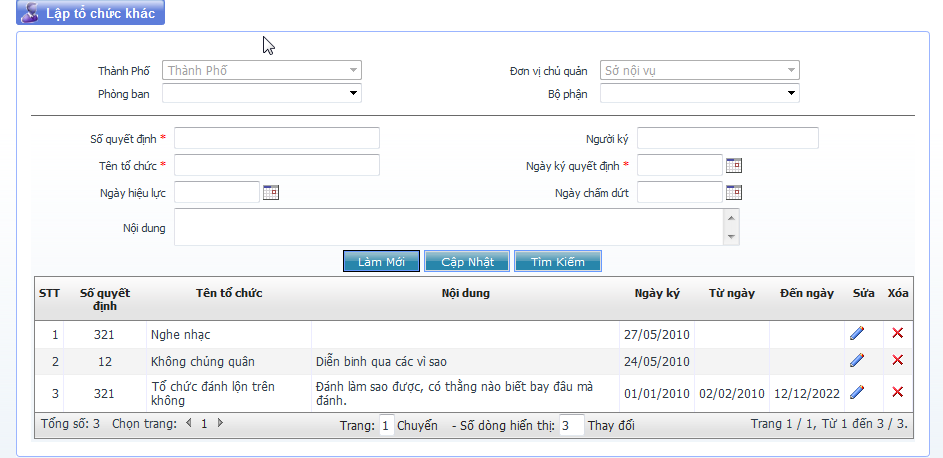 Lập tổ chức khác
Thành Phố Thành Phố Đơn vị chủ quản Sở nội vụ
Phòng ban Bộ phận
Số quyết định * Người ký
Tên tổ chức * Ngày ký quyết định *
Ngày hiệu lực Ngày chấm dứt
Nội dung
Làm Mới Cập Nhật Tìm Kiếm
STT Số quyết định Tên tổ chức Nội dung Ngày ký Từ ngày Đến ngày Sửa Xóa
1 321 Nghe nhạc 27/05/2010
2 12 Không chủng quân Diễn binh qua các vì sao 24/05/2010
3 321 Tổ chức đánh lộn trên không Đánh làm sao được, có thằng nào biết bay đâu mà đánh. 01/01/2010 02/02/2010 12/12/2022
Tổng số: 3 Chọn trang: 1 Trang: 1 Chuyển - Số dòng hiển thị: 3 Thay đổi Trang 1 / 1, Từ 1 đến 3 / 3.